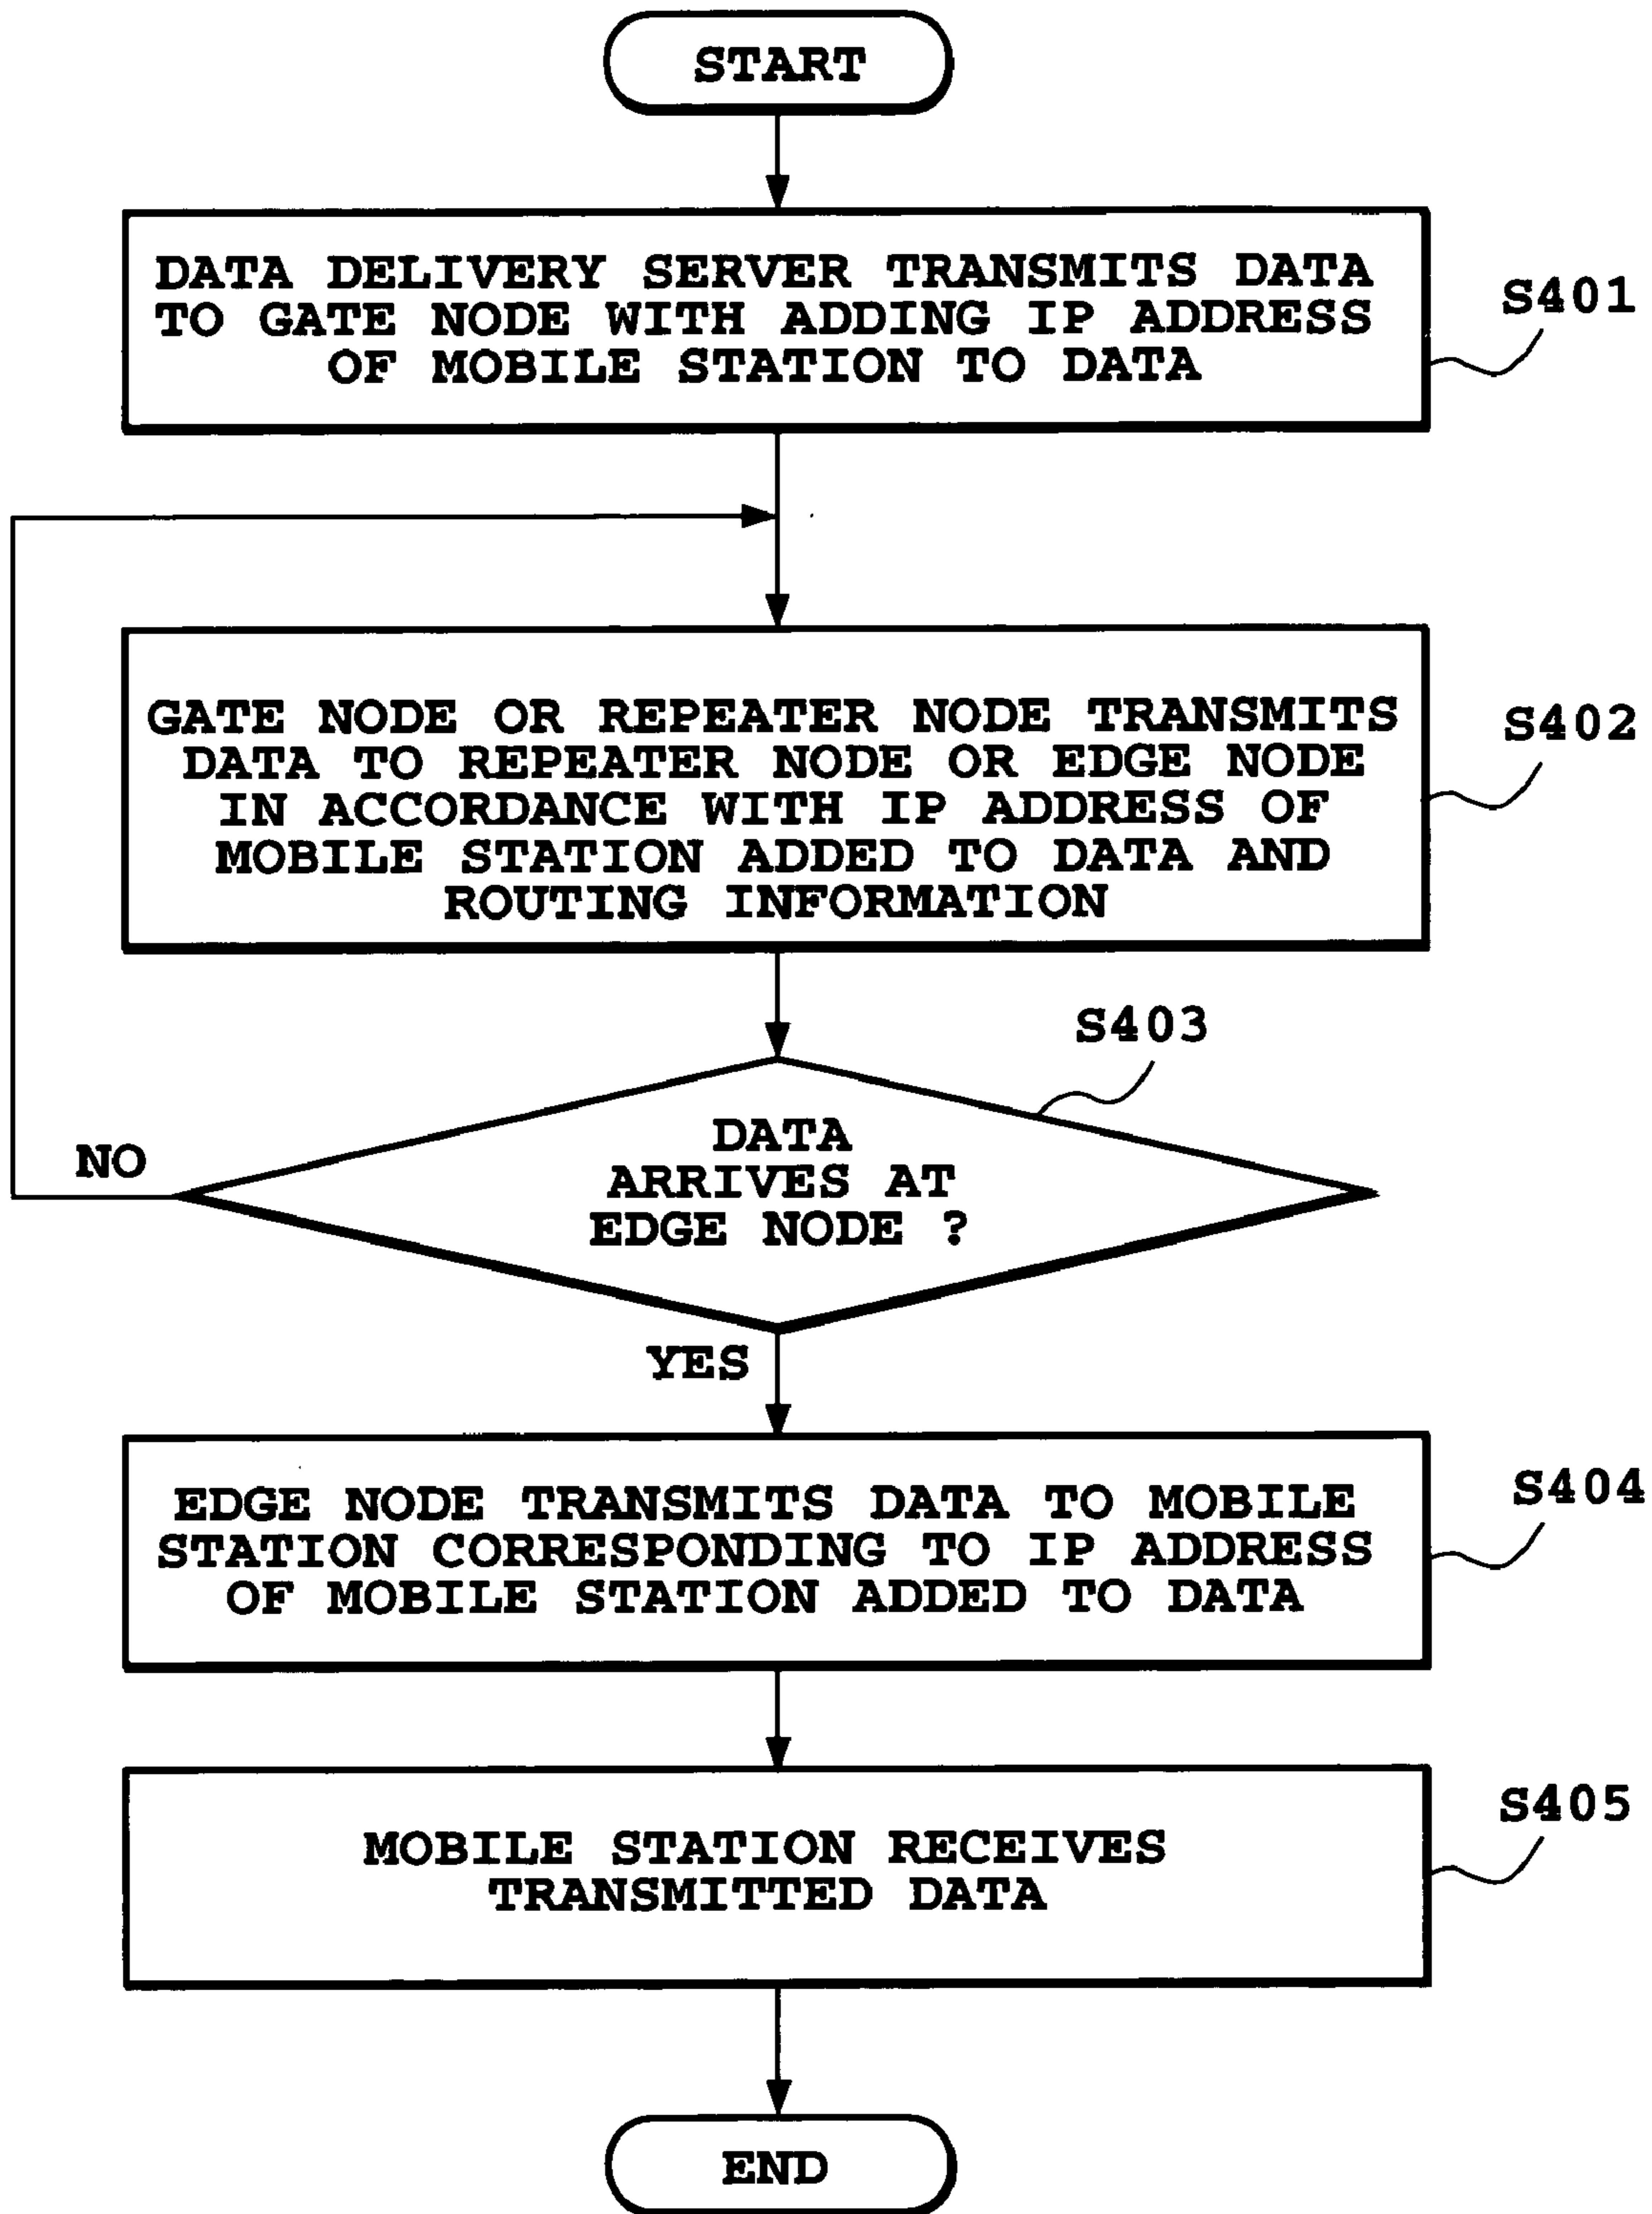 START
DATA DELIVERY SERVER TRANSMITS DATA
TO GATE NODE WITH ADDING IP ADDRESS
OF MOBILE STATION TO DATA
S401
GATE NODE OR REPEATER NODE TRANSMITS
DATA TO REPEATER NODE OR EDGE NODE
IN ACCORDANCE WITH IP ADDRESS OF
MOBILE STATION ADDED TO DATA AND
ROUTING INFORMATION
S402
S403
DATA
ARRIVES AT
EDGE NODE ?
NO
YES
EDGE NODE TRANSMITS DATA TO MOBILE
STATION CORRESPONDING TO IP ADDRESS
OF MOBILE STATION ADDED TO DATA
S404
MOBILE STATION RECEIVES
TRANSMITTED DATA
S405
END